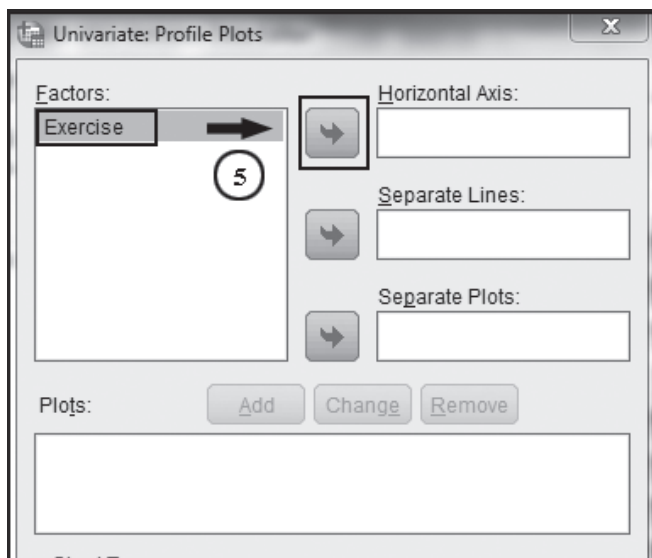 Univariate: Profile Plots
Factors:
Exercise
5
Horizontal Axis:
Separate Lines:
Separate Plots:
Plots:
Add Change Remove